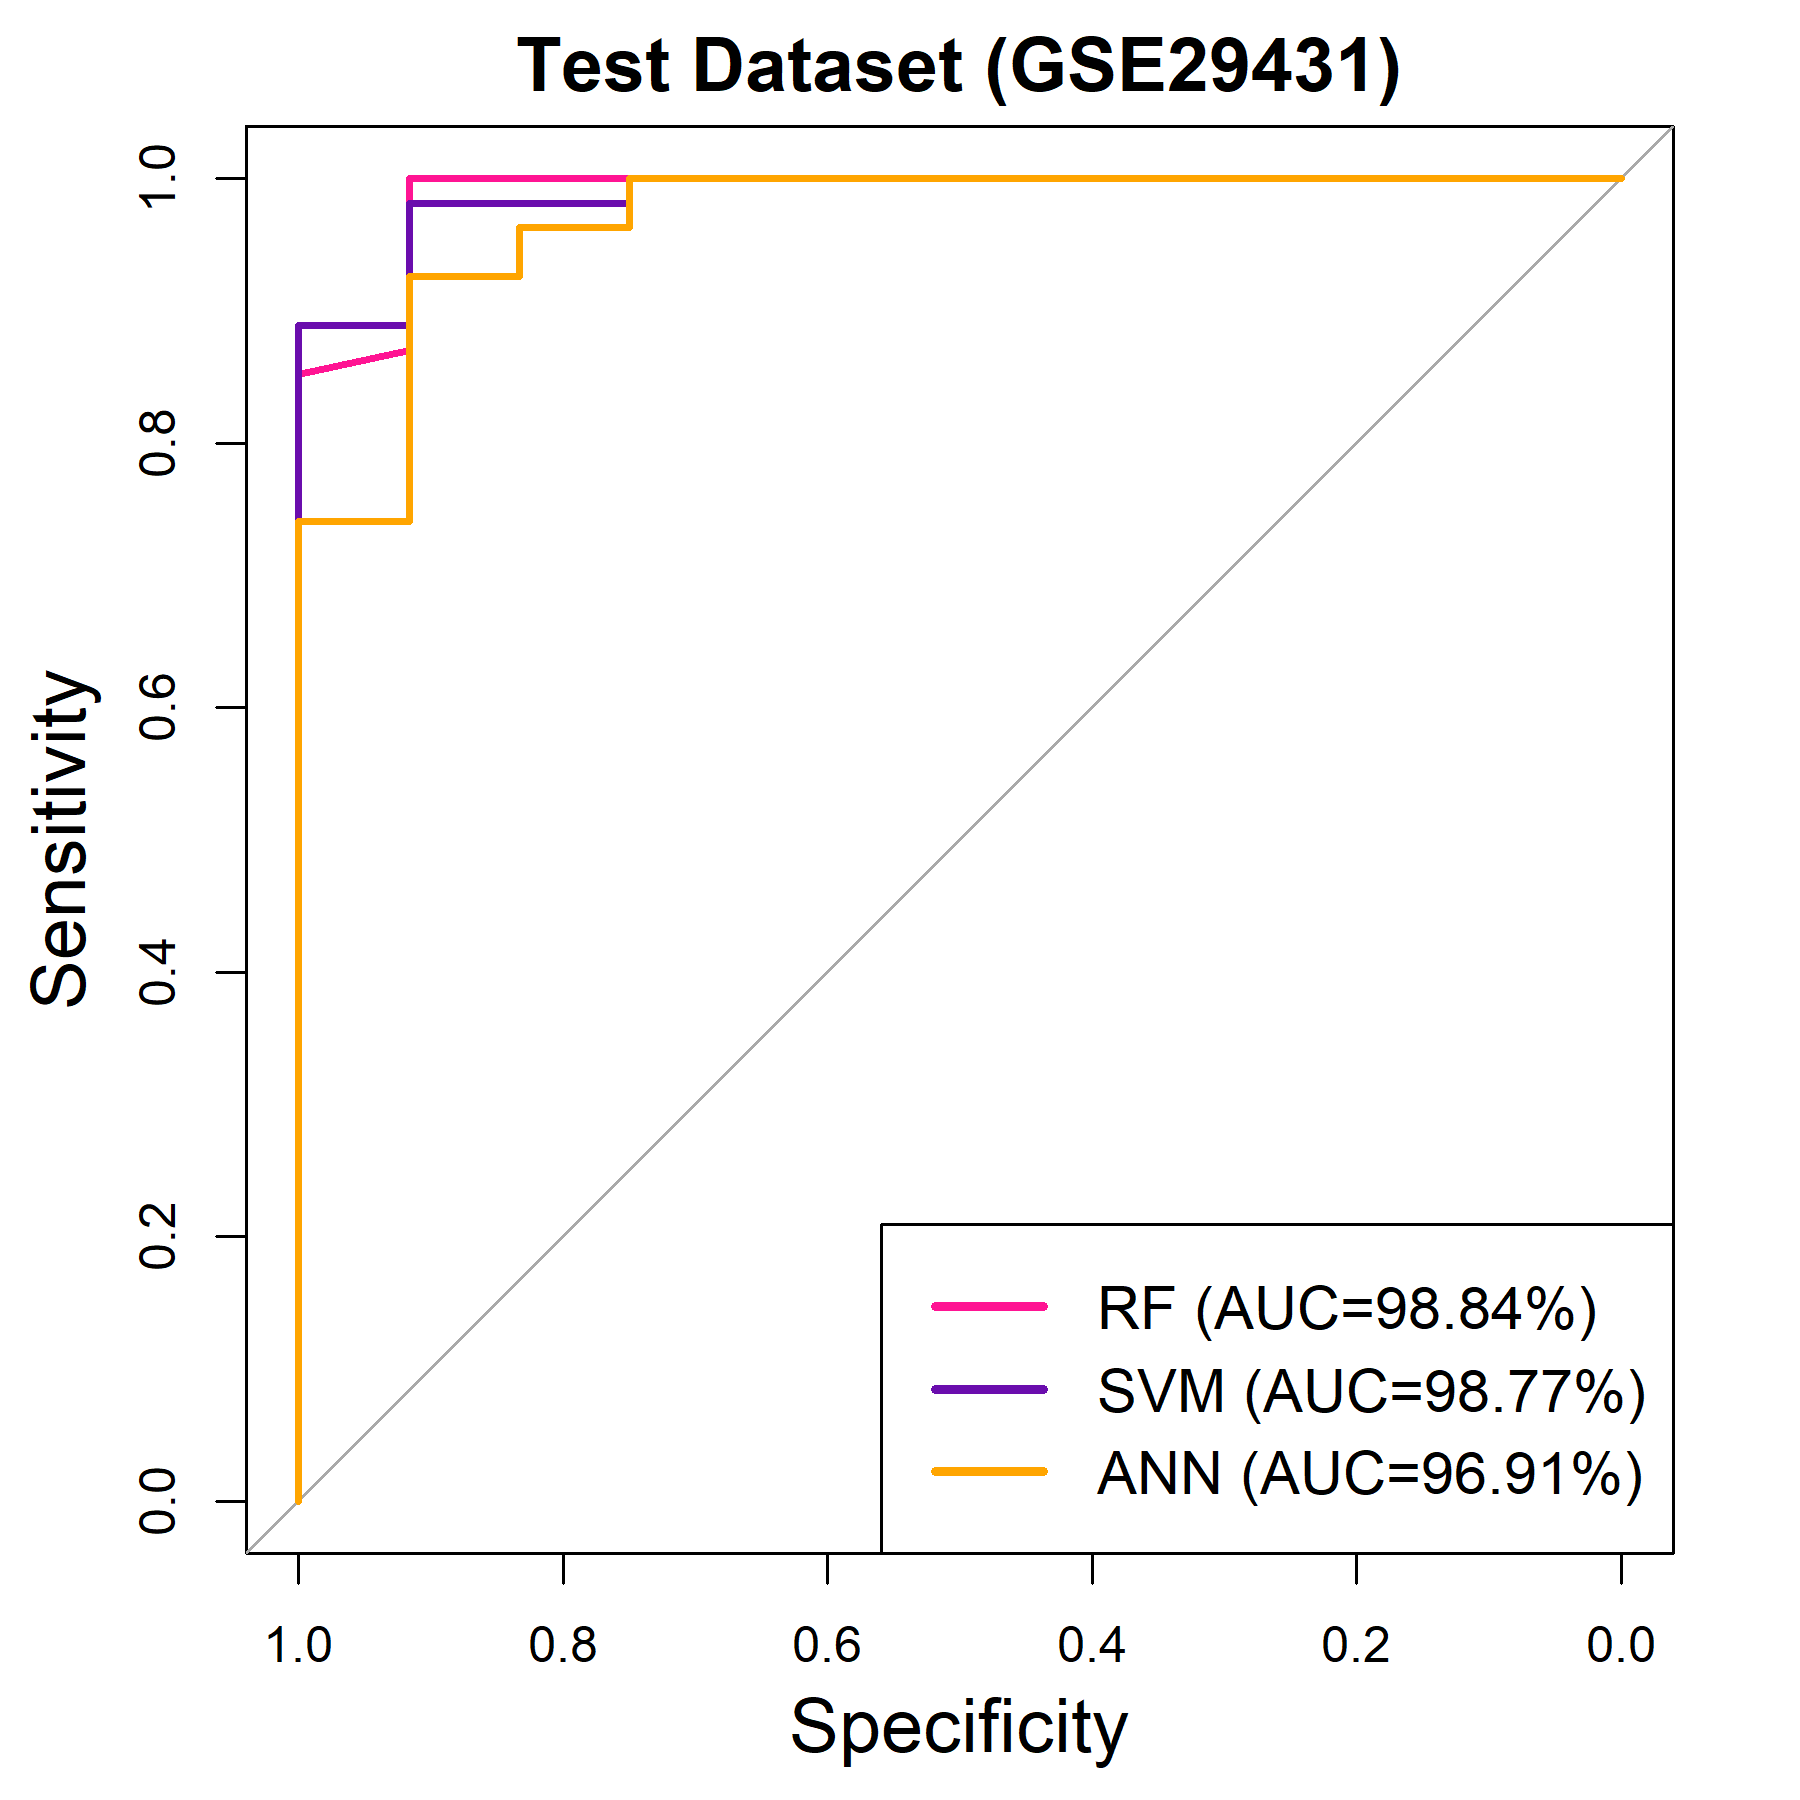 Test Dataset (GSE29431)
1.0
0.8
0.6
0.4
0.2
0.0
Sensitivity
RF (AUC=98.84%)
SVM (AUC=98.77%)
ANN (AUC=96.91%)
1.0 0.8 0.6 0.4 0.2 0.0
Specificity